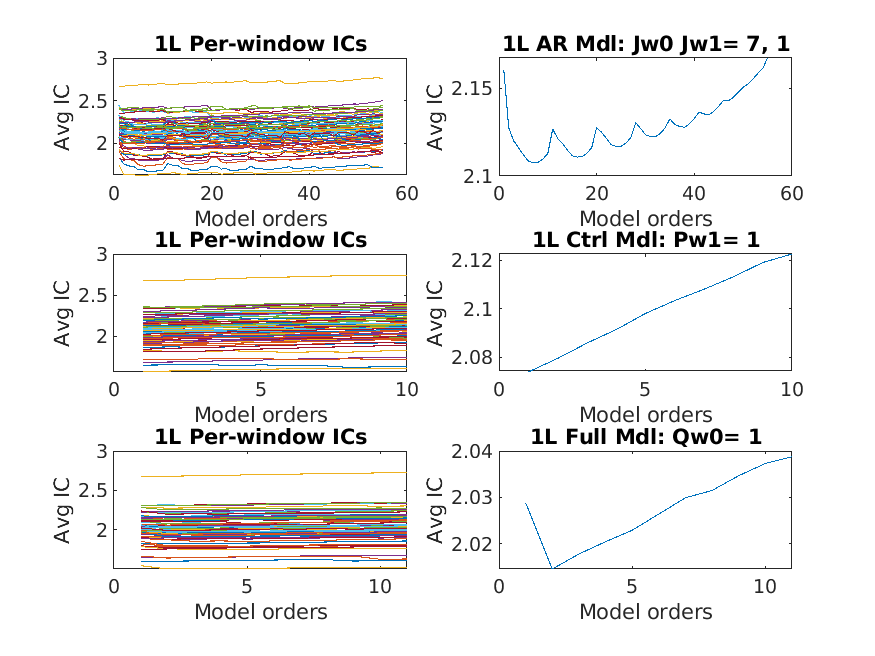 1L Per-window ICs
3
2.5
2
Avg IC
0 20 40 60
Model orders
1L AR Mdl: Jw0 Jw1= 7, 1
2.15
2.1
Avg IC
0 20 40 60
Model orders
1L Per-window ICs
3
2.5
2
Avg IC
0 5 10
Model orders
1L Ctrl Mdl: Pw1= 1
2.12
2.1
2.08
Avg IC
0 5 10
Model orders
1L Per-window ICs
3
2.5
2
Avg IC
0 5 10
Model orders
1L Full Mdl: Qw0= 1
2.04
2.03
2.02
Avg IC
0 5 10
Model orders